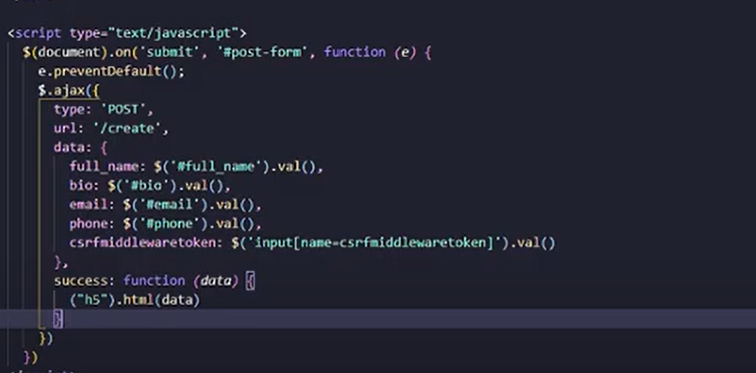 <script type="text/javascript">
$(document).on('submit', '#post-form', function (e) {
e.preventDefault();
$.ajax({
type: 'POST',
url: '/create',
data: {
full_name: $('#full_name').val(),
bio: $('#bio').val(),
email: $('#email').val(),
phone: $('#phone').val(),
csrfmiddlewaretoken: $('input[name=csrfmiddlewaretoken]').val()
},
success: function (data) {
("h5").html(data)
}
})
})